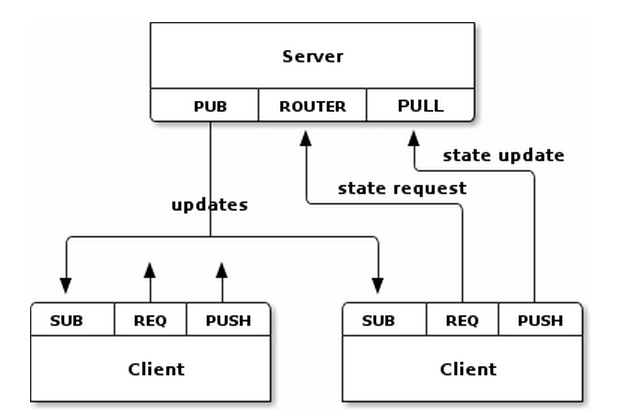 Server
PUB ROUTER PULL
state update
state request
updates
SUB REQ PUSH SUB REQ PUSH
Client Client